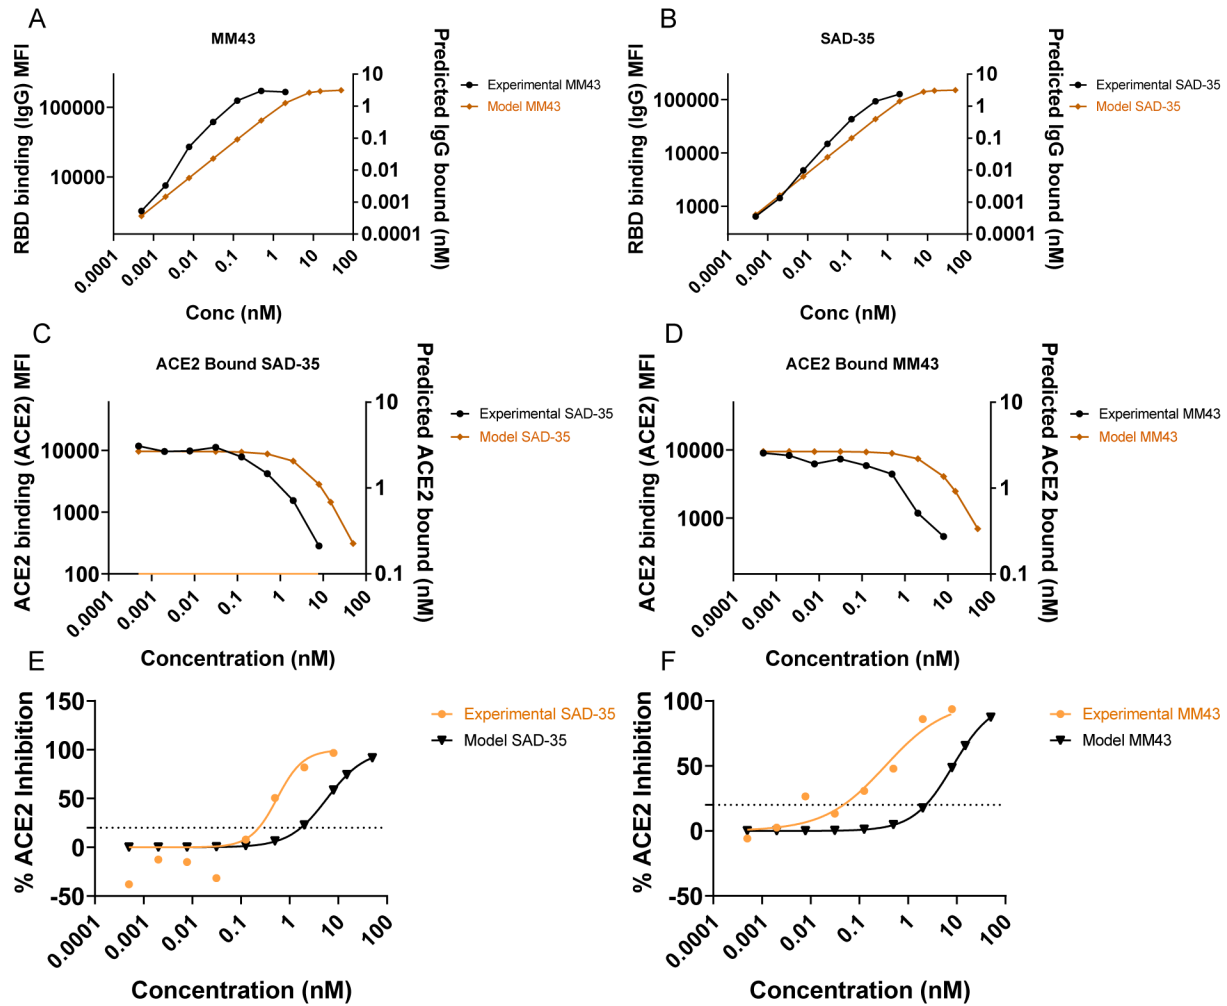 A
MM43
RBD binding (IgG) MFI
100000
10000
10
1
0.1
0.01
0.001
0.0001
Predicted IgG bound (nM)
Experimental MM43
Model MM43
0.0001
0.001
0.01
0.1
1
10
100
Conc (nM)
B
SAD-35
RBD binding (IgG) MFI
100000
10000
1000
10
1
0.1
0.01
0.001
0.0001
Predicted IgG bound (nM)
Experimental SAD-35
Model SAD-35
0.0001
0.001
0.01
0.1
1
10
100
Conc (nM)
C
ACE2 Bound SAD-35
ACE2 binding (ACE2) MFI
10000
1000
100
10
1
0.1
Predicted ACE2 bound (nM)
Experimental SAD-35
Model SAD-35
0.0001
0.001
0.01
0.1
1
10
100
Concentration (nM)
D
ACE2 Bound MM43
ACE2 binding (ACE2) MFI
10000
1000
10
1
0.1
Predicted ACE2 bound (nM)
Experimental MM43
Model MM43
0.0001
0.001
0.01
0.1
1
10
100
Concentration (nM)
E
% ACE2 Inhibition
150
100
50
0
-50
Experimental SAD-35
Model SAD-35
0.0001
0.001
0.01
0.1
1
10
100
Concentration (nM)
F
% ACE2 Inhibition
100
50
0
-50
Experimental MM43
Model MM43
0.0001
0.001
0.01
0.1
1
10
100
Concentration (nM)